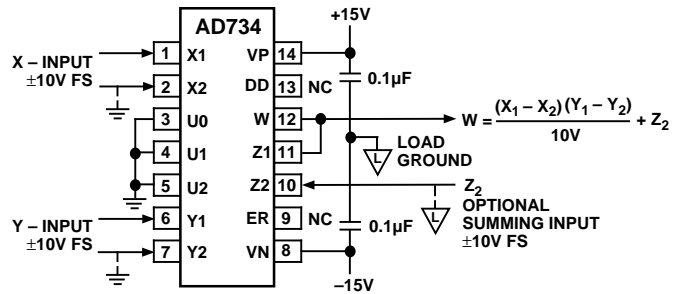 AD734
+15V
X – INPUT
±10V FS
1 X1
2 X2
3 U0
4 U1
5 U2
Y – INPUT
±10V FS
6 Y1
7 Y2
VP 14
DD 13 NC
W 12
Z1 11
Z2 10
ER 9 NC
VN 8
0.1µF
L
LOAD
GROUND
W = (X1 – X2) (Y1 – Y2)
10V
+ Z2
Z2
L
OPTIONAL
SUMMING INPUT
±10V FS
0.1µF
–15V